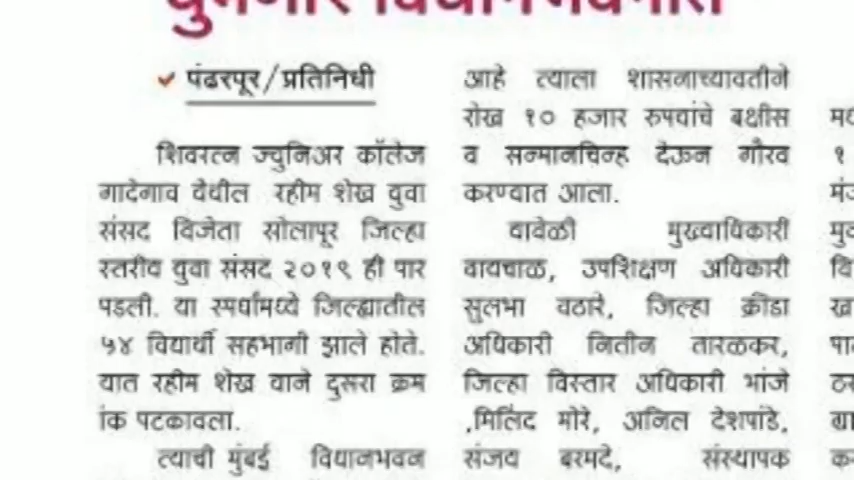 ✓ पंढरपूर/प्रतिनिधी
शिवरत्न ज्युनिअर कॉलेज
गादेगाव येथील रहीम शेख युवा
संसद विजेता सोलापूर जिल्हा
स्तरीय युवा संसद २०१९ ही पार
पडली. या स्पर्धांमध्ये जिल्ह्यातील
५४ विद्यार्थी सहभागी झाले होते.
यात रहीम शेख याने दुसरा क्रम
ांक पटकावला.
त्याची मुंबई विधानभवन
आहे त्याला शासनाच्यावतीने
रोख १० हजार रुपयांचे बक्षीस
व सन्मानचिन्ह देऊन गौरव
करण्यात आला.
यावेळी मुख्याधिकारी
वायचाळ, उपशिक्षण अधिकारी
सुलभा वठारे, जिल्हा क्रीडा
अधिकारी नितीन तारळकर,
जिल्हा विस्तार अधिकारी भांजे
,मिलिंद मोरे, अनिल देशपांडे,
संजय बरमदे, संस्थापक